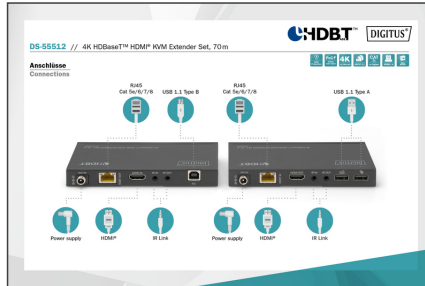 HDBT DIGITUS®
DS-55512 // 4K HDBaseT™ HDMI® KVM Extender Set, 70 m
4K
Anschlüsse
Connections
RJ45
Cat 5e/6/7/8
USB 1.1 Type B
RJ45
Cat 5e/6/7/8
USB 1.1 Type A
Power supply HDMI® IR Link Power supply HDMI® IR Link